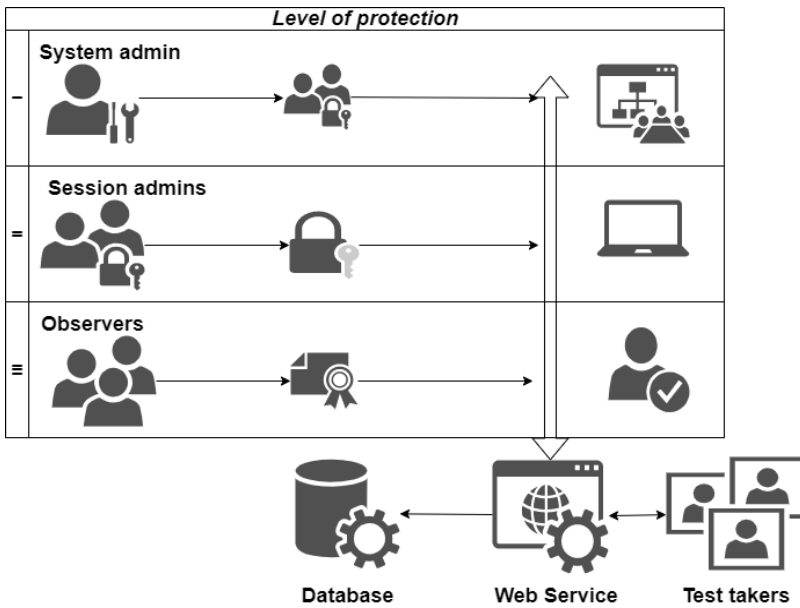 Level of protection
System admin
–
Session admins
=
Observers
≡
Database
Web Service
Test takers